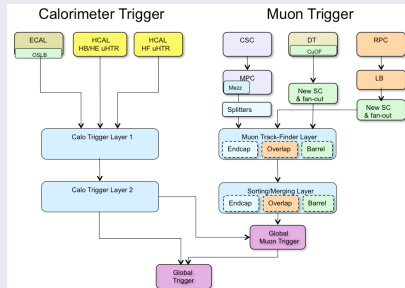 Calorimeter Trigger
Muon Trigger
ECAL
OSLB
HCAL
HB/HE uHTR
HCAL
HF uHTR
CSC
DT
CuOF
RPC
MPC
Mezz
LB
New SC
& fan-out
Splitters
New SC
& fan-out
Calo Trigger Layer 1
Muon Track-Finder Layer
Endcap
Overlap
Barrel
Calo Trigger Layer 2
Sorting/Merging Layer
Endcap
Overlap
Barrel
Global
Muon Trigger
Global
Trigger